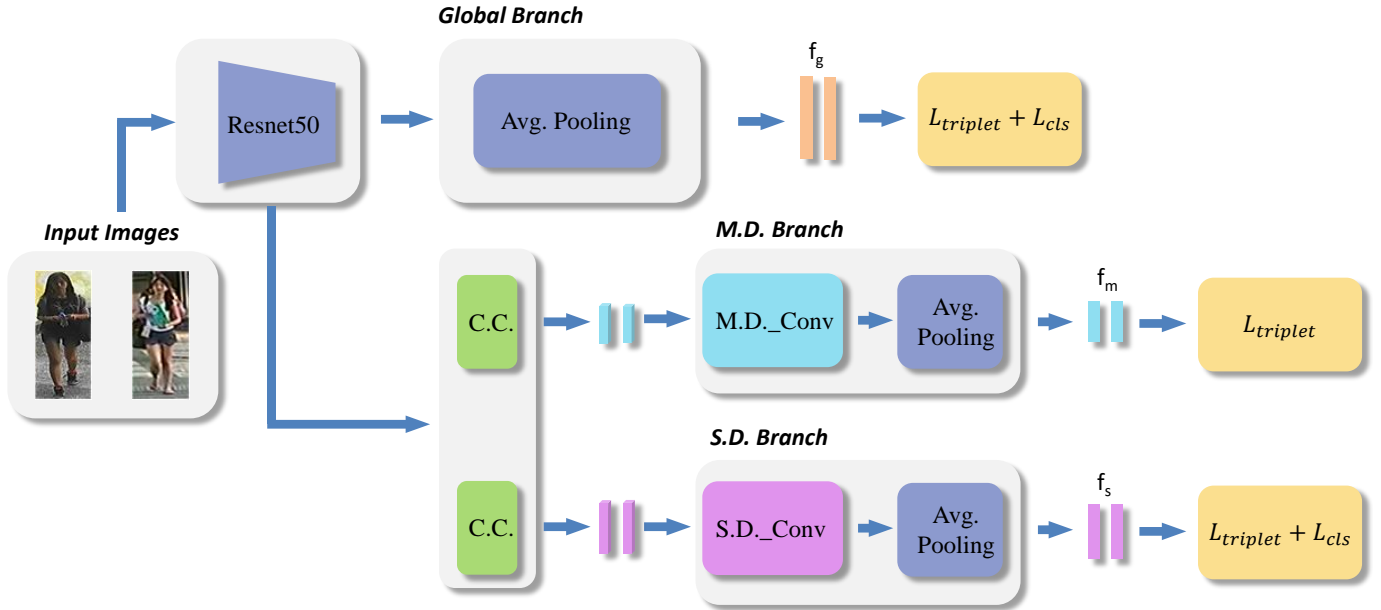 Global Branch
Resnet50
Avg. Pooling
f_g
L_triplet + L_cls
Input Images
M.D. Branch
C.C.
M.D._Conv
Avg.
Pooling
f_m
L_triplet
S.D. Branch
C.C.
S.D._Conv
Avg.
Pooling
f_s
L_triplet + L_cls